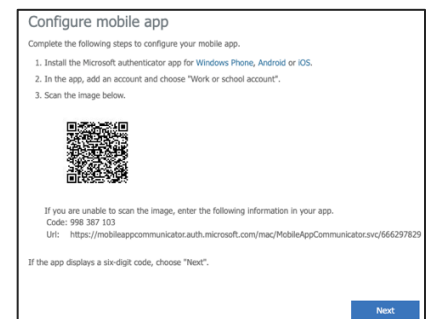 Configure mobile app
Complete the following steps to configure your mobile app.
1. Install the Microsoft authenticator app for Windows Phone, Android or iOS.
2. In the app, add an account and choose "Work or school account".
3. Scan the image below.
If you are unable to scan the image, enter the following information in your app.
Code: 998 387 103
Url: https://mobileappcommunicator.auth.microsoft.com/mac/MobileAppCommunicator.svc/666297829
If the app displays a six-digit code, choose "Next".
Next